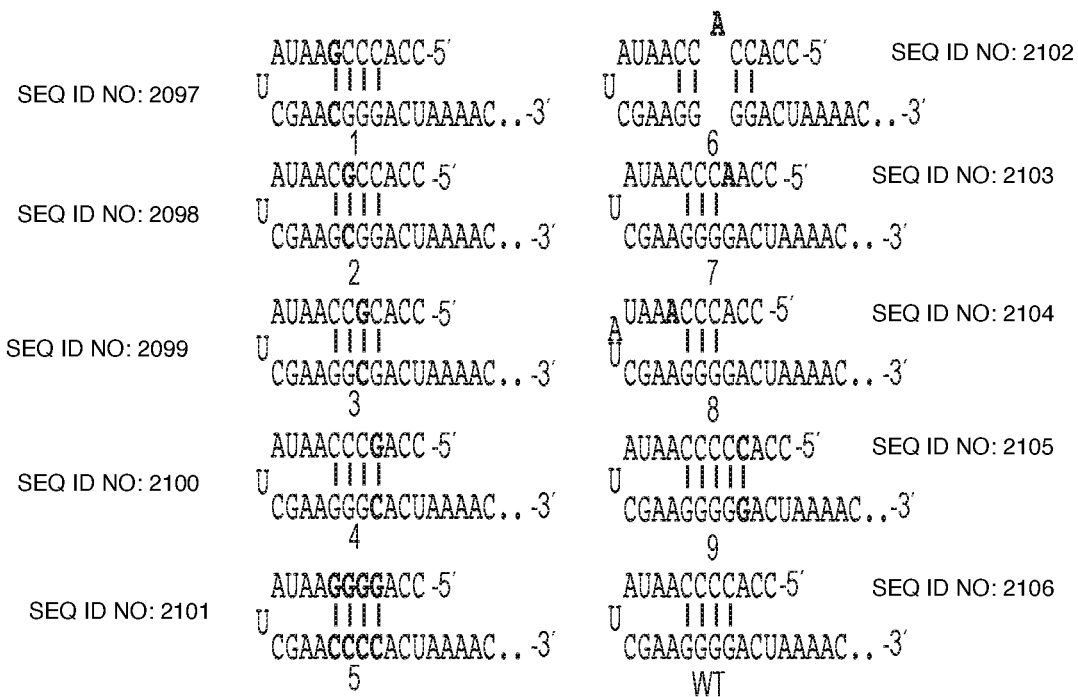 SEQ ID NO: 2097
AUAAGCCCACC-5′
U
CGAACGGGACUAAAAC..-3′
1
SEQ ID NO: 2098
AUAACGCCACC-5′
U
CGAAGCGGACUAAAAC..-3′
2
SEQ ID NO: 2099
AUAACCGCACC-5′
U
CGAAGGCGACUAAAAC..-3′
3
SEQ ID NO: 2100
AUAACCCGACC-5′
U
CGAAGGGCACUAAAAC..-3′
4
SEQ ID NO: 2101
AUAAGGGGACC-5′
U
CGAACCCCACUAAAAC..-3′
5
A
AUAACC CCACC-5′
SEQ ID NO: 2102
U
CGAAGG GGACUAAAAC..-3′
6
AUAACCCAACC-5′
SEQ ID NO: 2103
U
CGAAGGGGACUAAAAC..-3′
7
UAAACCCACC-5′
SEQ ID NO: 2104
A
U
CGAAGGGGACUAAAAC..-3′
8
AUAACCCCCACC-5′
SEQ ID NO: 2105
U
CGAAGGGGGACUAAAAC..-3′
9
AUAACCCCACC-5′
SEQ ID NO: 2106
U
CGAAGGGGACUAAAAC..-3′
WT